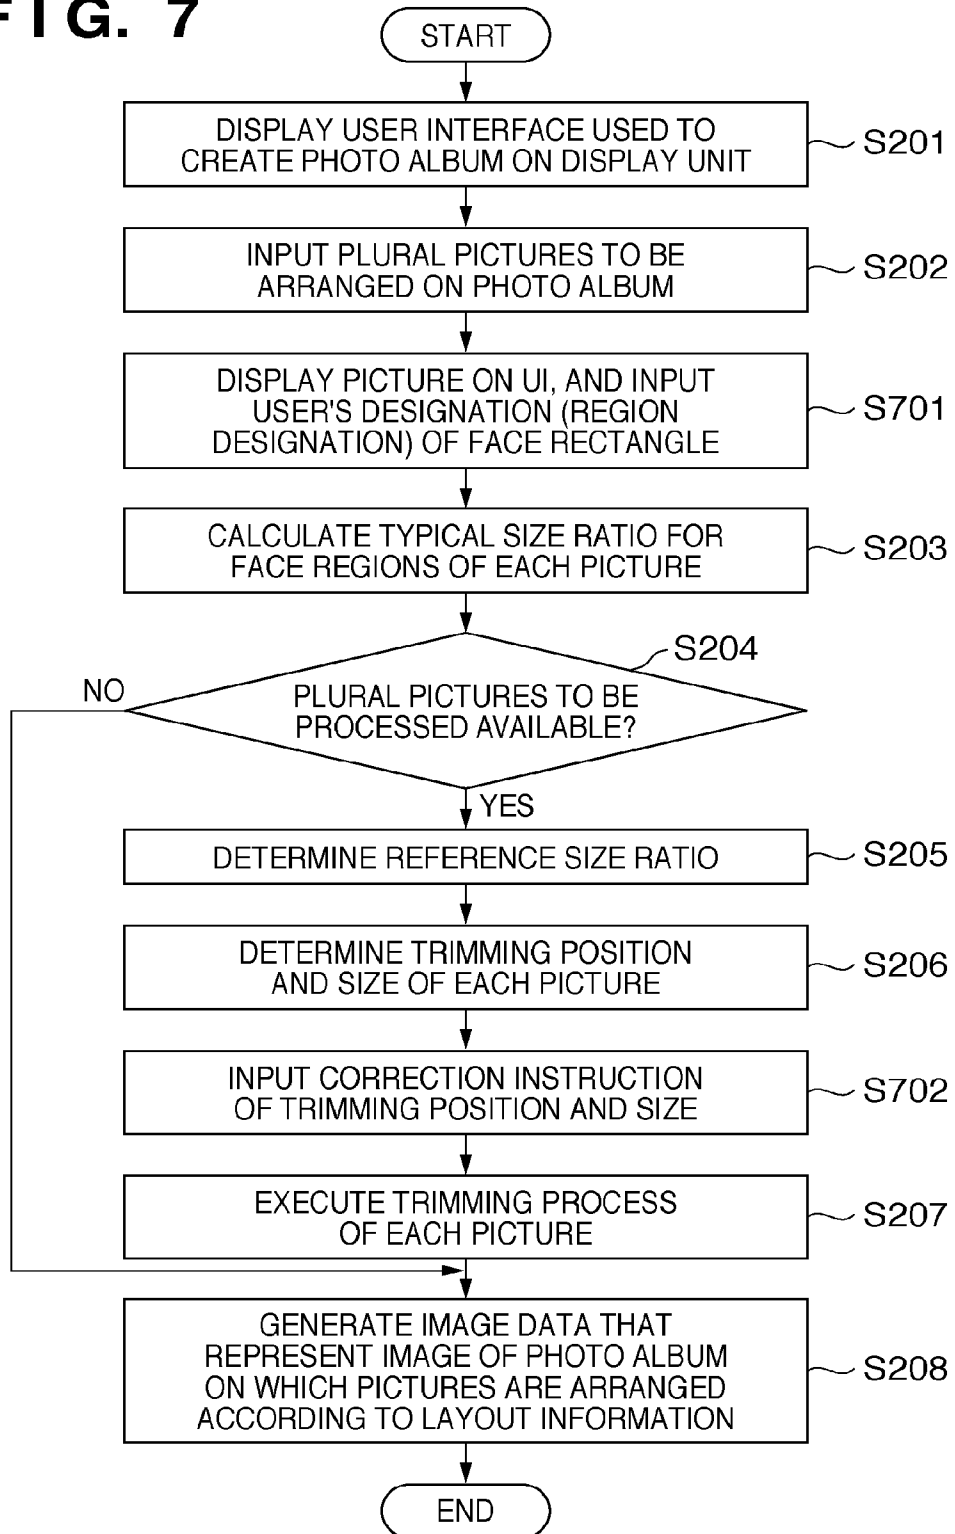 FIG. 7
START
DISPLAY USER INTERFACE USED TO
CREATE PHOTO ALBUM ON DISPLAY UNIT
S201
INPUT PLURAL PICTURES TO BE
ARRANGED ON PHOTO ALBUM
S202
DISPLAY PICTURE ON UI, AND INPUT
USER'S DESIGNATION (REGION
DESIGNATION) OF FACE RECTANGLE
S701
CALCULATE TYPICAL SIZE RATIO FOR
FACE REGIONS OF EACH PICTURE
S203
S204
NO
PLURAL PICTURES TO BE
PROCESSED AVAILABLE?
YES
DETERMINE REFERENCE SIZE RATIO
S205
DETERMINE TRIMMING POSITION
AND SIZE OF EACH PICTURE
S206
INPUT CORRECTION INSTRUCTION
OF TRIMMING POSITION AND SIZE
S702
EXECUTE TRIMMING PROCESS
OF EACH PICTURE
S207
GENERATE IMAGE DATA THAT
REPRESENT IMAGE OF PHOTO ALBUM
ON WHICH PICTURES ARE ARRANGED
ACCORDING TO LAYOUT INFORMATION
S208
END